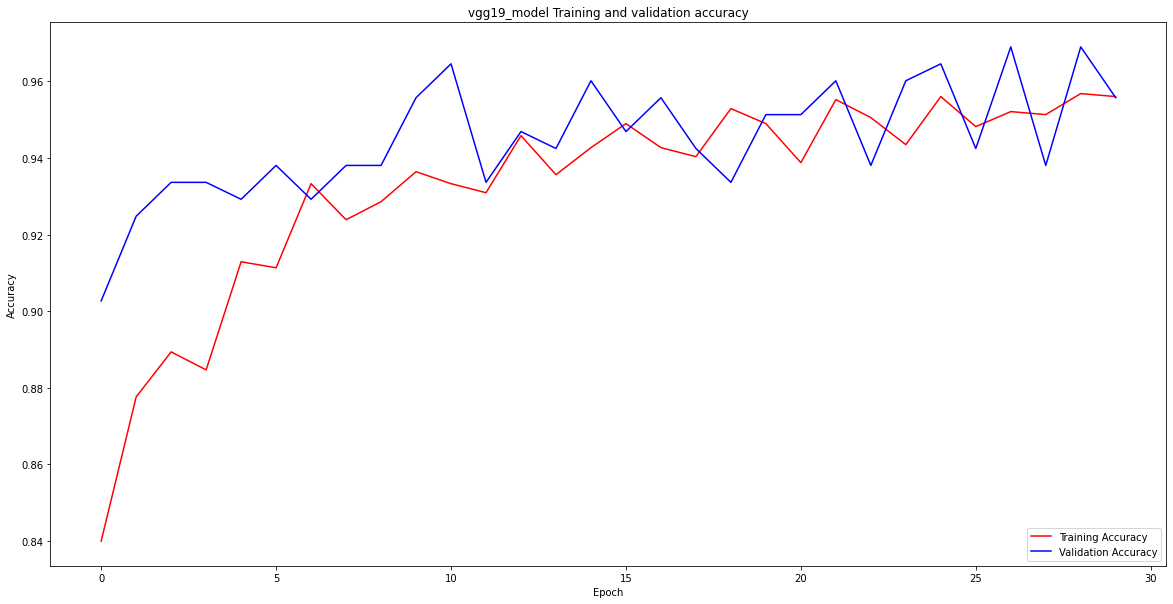 vgg19_model Training and validation accuracy
0.96
0.94
0.92
0.90
0.88
0.86
0.84
Accuracy
0
5
10
15
20
25
30
Epoch
Training Accuracy
Validation Accuracy